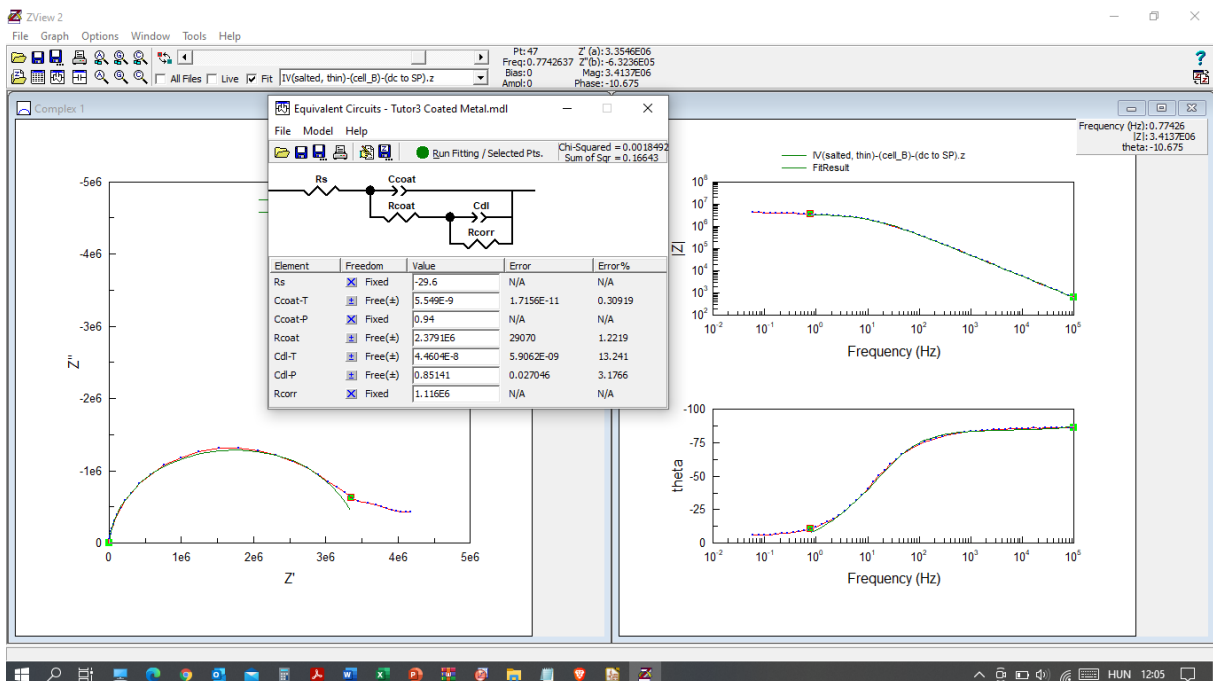 ZView 2
File Graph Options Window Tools Help
All Files Live Fit IV(salted, thin)-(cell_B)-(dc to SP).z
Pt: 47 Z' (a): 3.3546E06
Freq: 0.7742637 Z''(b): -6.3236E05
Bias: 0 Mag: 3.4137E06
Ampl: 0 Phase: -10.675
Complex 1
Equivalent Circuits - Tutor3 Coated Metal.mdl
File Model Help
Run Fitting / Selected Pts.
Chi-Squared = 0.0018492
Sum of Sqr = 0.16643
Rs Ccoat
Rcoat Cdl
Rcorr
Element Freedom Value Error Error%
Rs Fixed -29.6 N/A N/A
Ccoat-T Free(±) 5.549E-9 1.7156E-11 0.30919
Ccoat-P Fixed 0.94 N/A N/A
Rcoat Free(±) 2.3791E6 29070 1.2219
Cdl-T Free(±) 4.4604E-8 5.9062E-09 13.241
Cdl-P Free(±) 0.85141 0.027046 3.1766
Rcorr Fixed 1.116E6 N/A N/A
-5e6
-4e6
-3e6
-2e6
-1e6
0
Z''
0 1e6 2e6 3e6 4e6 5e6
Z'
Frequency (Hz): 0.77426
|Z|: 3.4137E06
theta: -10.675
IV(salted, thin)-(cell_B)-(dc to SP).z
FitResult
10^8
10^7
10^6
10^5
10^4
10^3
10^2
|Z|
10^-2 10^-1 10^0 10^1 10^2 10^3 10^4 10^5
Frequency (Hz)
-100
-75
-50
-25
0
theta
10^-2 10^-1 10^0 10^1 10^2 10^3 10^4 10^5
Frequency (Hz)
HUN 12:05